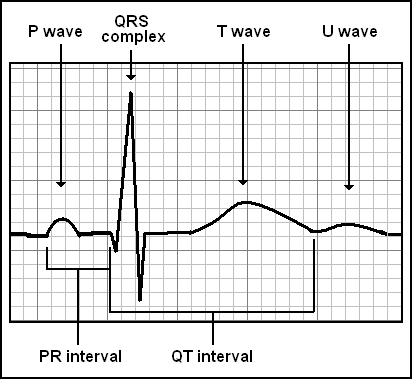 P wave
QRS
complex
T wave
U wave
PR interval
QT interval